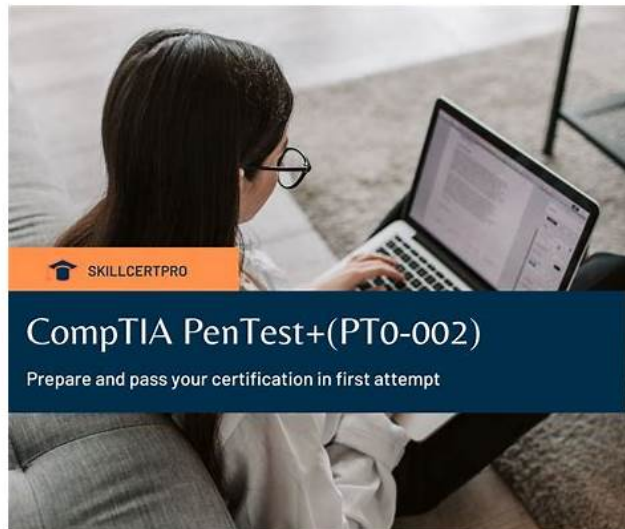 SKILLCERTPRO
CompTIA PenTest+(PT0-002)
Prepare and pass your certification in first attempt